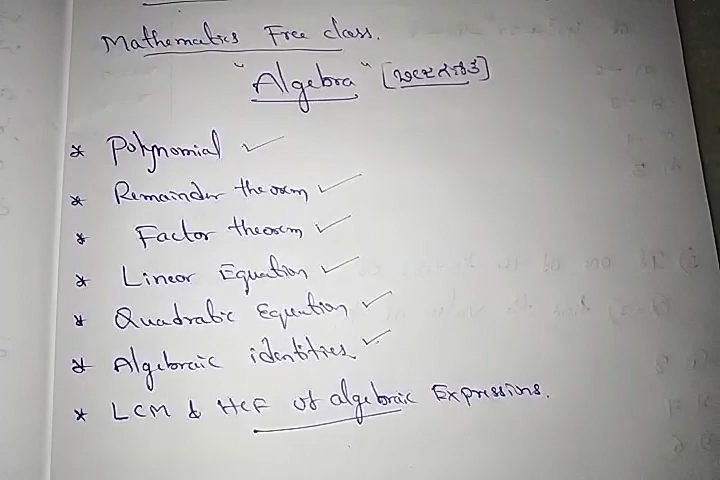 Mathematics Free class.
"Algebra" [ಬೀಜಗಣಿತ]
* Polynomial ✓
* Remainder theorem ✓
* Factor theorem ✓
* Linear Equation ✓
* Quadratic Equation ✓
* Algebraic identities ✓
* LCM & HCF of algebraic Expressions.